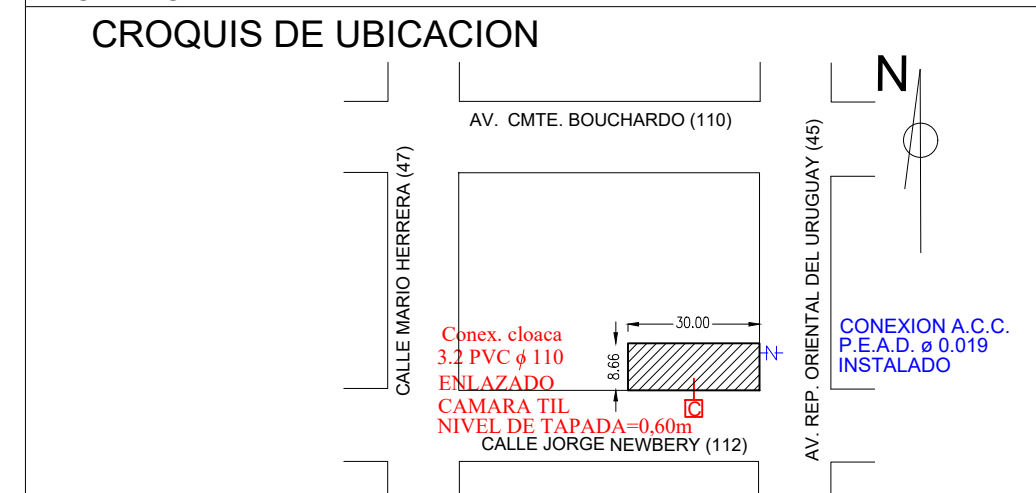 CROQUIS DE UBICACION
N
AV. CMTE. BOUCHARDO (110)
CALLE MARIO HERRERA (47)
AV. REP. ORIENTAL DEL URUGUAY (45)
30.00
8.66
Conex. cloaca
3.2 PVC ϕ 110
ENLAZADO
CAMARA TIL
NIVEL DE TAPADA=0,60m
C
N
CONEXION A.C.C.
P.E.A.D. ø 0.019
INSTALADO
CALLE JORGE NEWBERY (112)